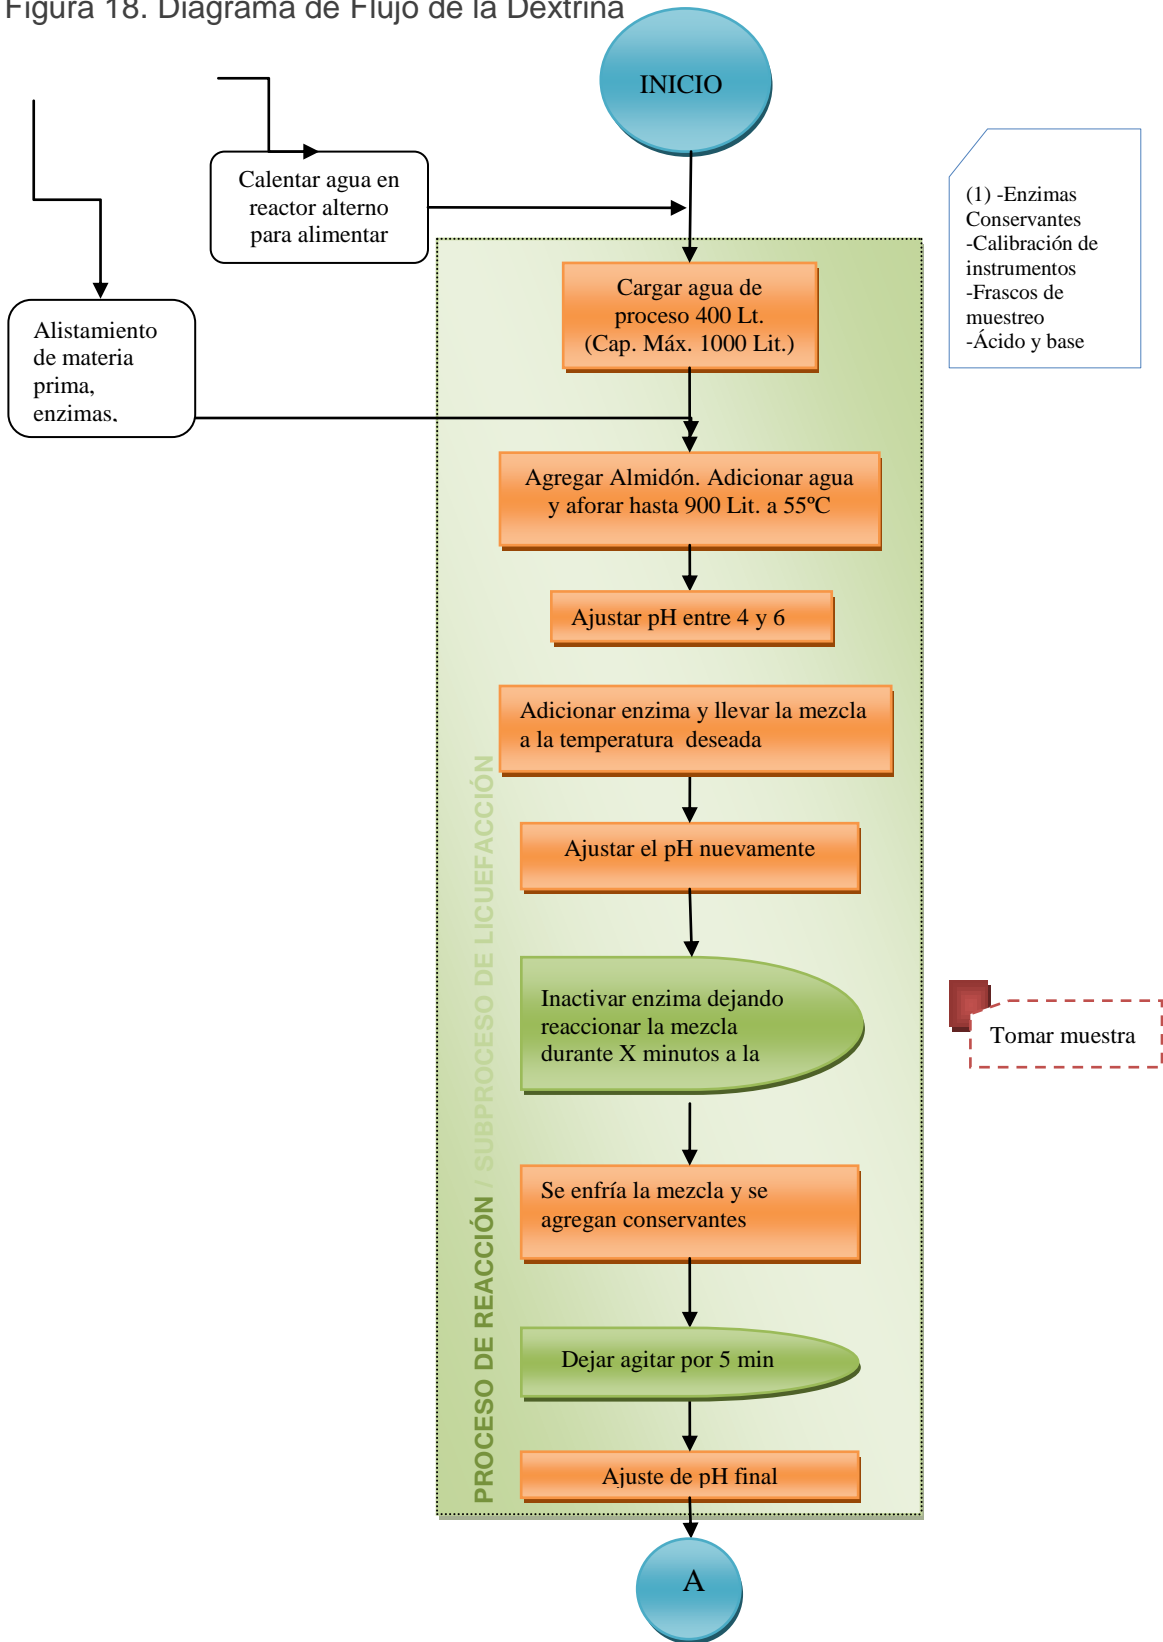 Figura 18. Diagrama de Flujo de la Dextrina
INICIO
Calentar agua en
reactor alterno
para alimentar
(1) -Enzimas
Conservantes
-Calibración de
instrumentos
-Frascos de
muestreo
-Ácido y base
Cargar agua de
proceso 400 Lt.
(Cap. Máx. 1000 Lit.)
Alistamiento
de materia
prima,
enzimas,
Agregar Almidón. Adicionar agua
y aforar hasta 900 Lit. a 55ºC
Ajustar pH entre 4 y 6
Adicionar enzima y llevar la mezcla
a la temperatura deseada
Ajustar el pH nuevamente
PROCESO DE REACCIÓN / SUBPROCESO DE LICUEFACCIÓN
Inactivar enzima dejando
reaccionar la mezcla
durante X minutos a la
Tomar muestra
Se enfría la mezcla y se
agregan conservantes
Dejar agitar por 5 min
Ajuste de pH final
A